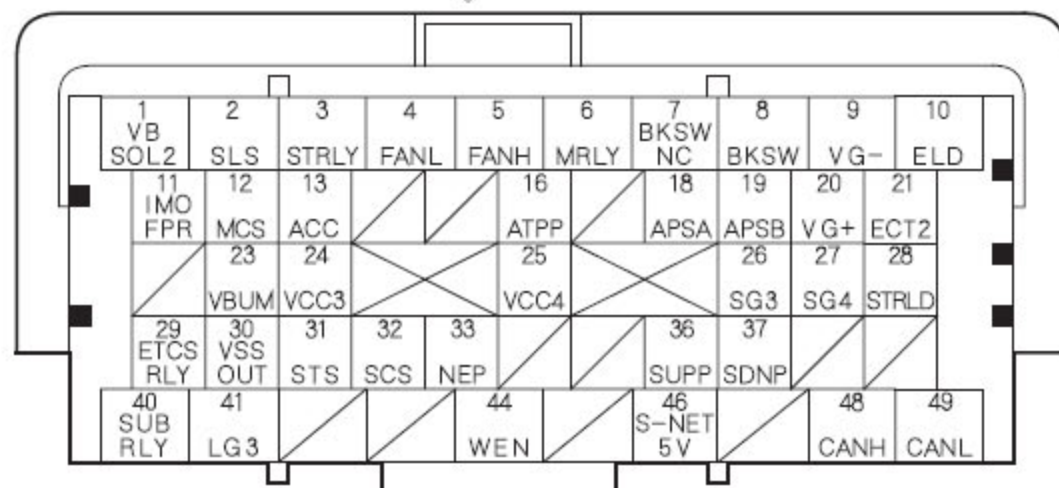 1 2 3 4 5 6 7 8 9 10
VB BKSW
SOL2 SLS STRLY FANL FANH MRLY NC BKSW VG- ELD
11 12 13 16 18 19 20 21
IMO
FPR MCS ACC ATPP APSA APSB VG+ ECT2
23 24 25 26 27 28
VBUM VCC3 VCC4 SG3 SG4 STRLD
29 30 31 32 33 36 37
ETCS VSS
RLY OUT STS SCS NEP SUPP SDNP
40 41 44 46 48 49
SUB S-NET
RLY LG3 WEN 5V CANH CANL